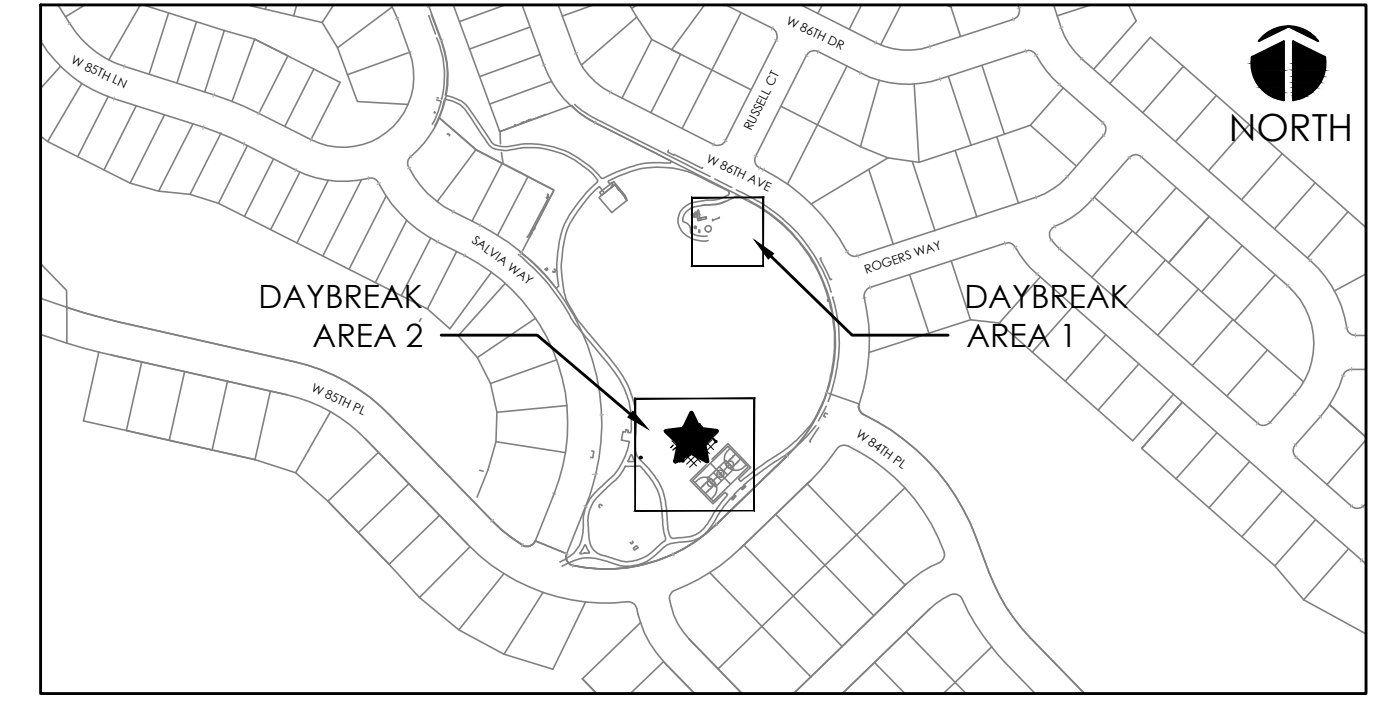 W 86TH DR
W 85TH LN
RUSSELL CT
NORTH
W 86TH AVE
SALVIA WAY
ROGERS WAY
DAYBREAK
AREA 2
DAYBREAK
AREA 1
W 85TH PL
W 84TH PL